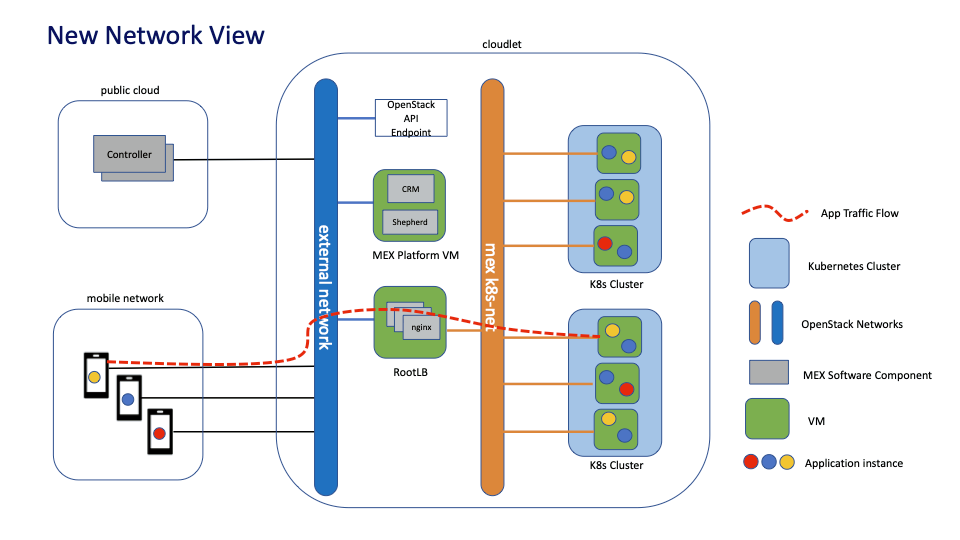 New Network View
cloudlet
public cloud
Controller
OpenStack
API
Endpoint
CRM
Shepherd
MEX Platform VM
external network
mex k8s-net
K8s Cluster
mobile network
nginx
RootLB
K8s Cluster
App Traffic Flow
Kubernetes Cluster
OpenStack Networks
MEX Software Component
VM
Application instance